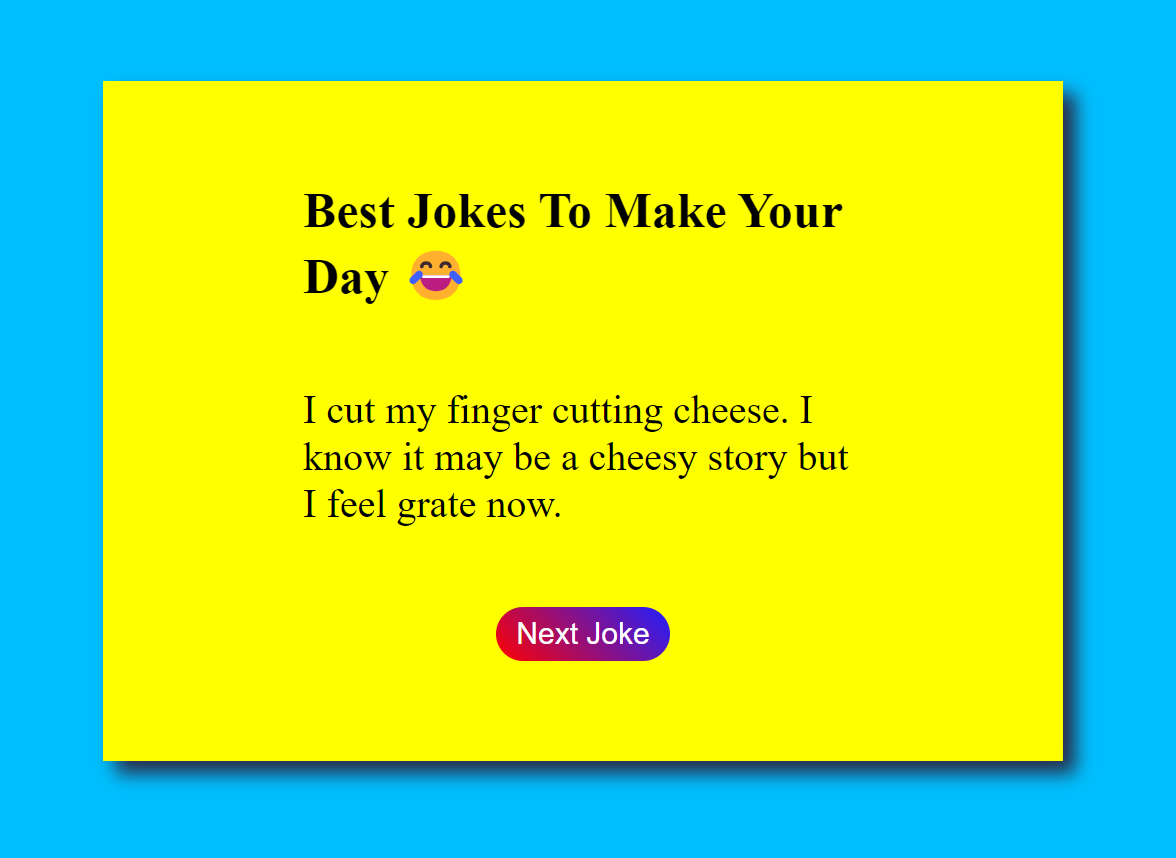 Best Jokes To Make Your
Day 😂
I cut my finger cutting cheese. I
know it may be a cheesy story but
I feel grate now.
Next Joke